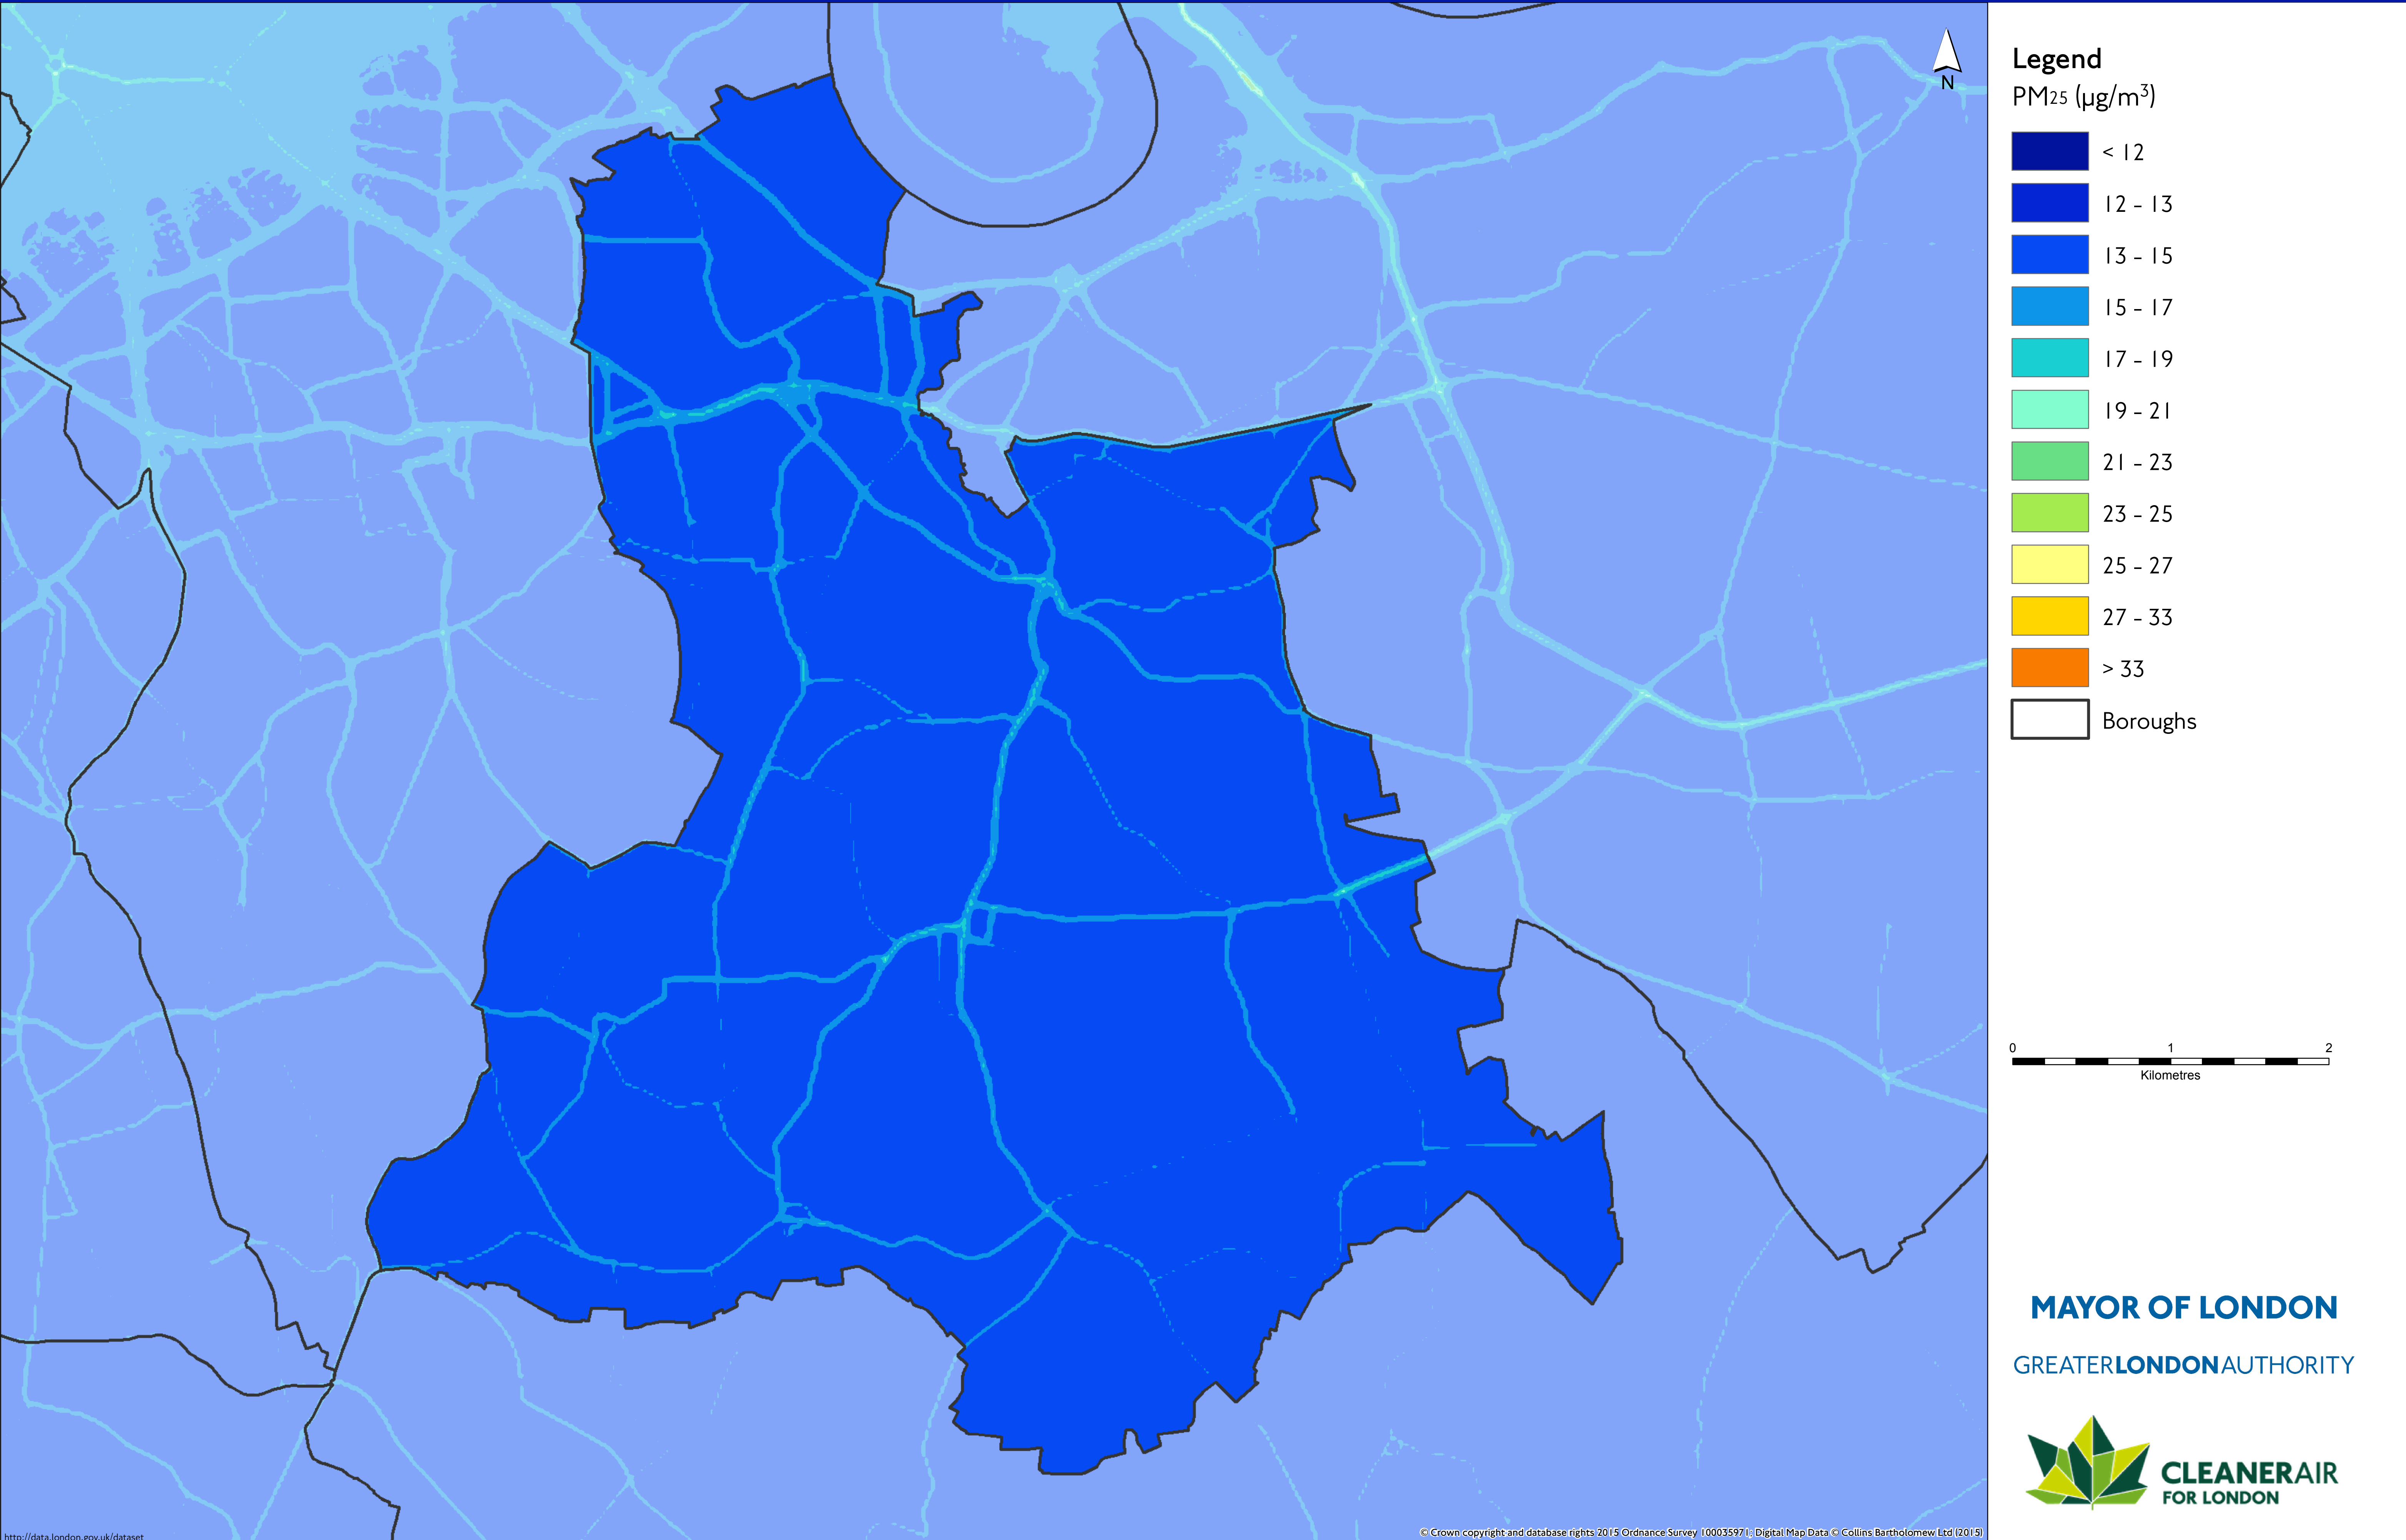 N
Legend
PM25 (µg/m3)
< 12
12 - 13
13 - 15
15 - 17
17 - 19
19 - 21
21 - 23
23 - 25
25 - 27
27 - 33
> 33
Boroughs
0 1 2
Kilometres
MAYOR OF LONDON
GREATERLONDONAUTHORITY
CLEANERAIR
FOR LONDON
http://data.london.gov.uk/dataset
© Crown copyright and database rights 2015 Ordnance Survey 100035971; Digital Map Data © Collins Bartholomew Ltd (2015)